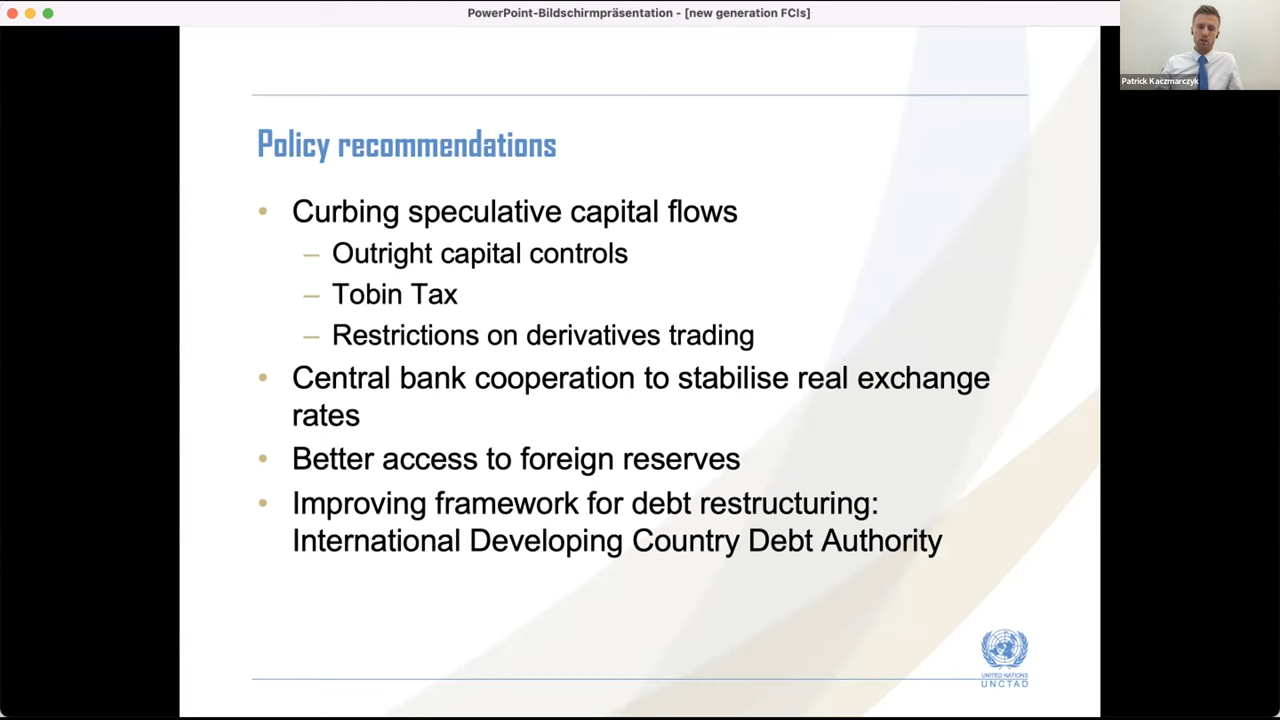 PowerPoint-Bildschirmpräsentation - [new generation FCIs]
Patrick Kaczmarczyk
Policy recommendations
• Curbing speculative capital flows
– Outright capital controls
– Tobin Tax
– Restrictions on derivatives trading
• Central bank cooperation to stabilise real exchange
rates
• Better access to foreign reserves
• Improving framework for debt restructuring:
International Developing Country Debt Authority
UNITED NATIONS
UNCTAD